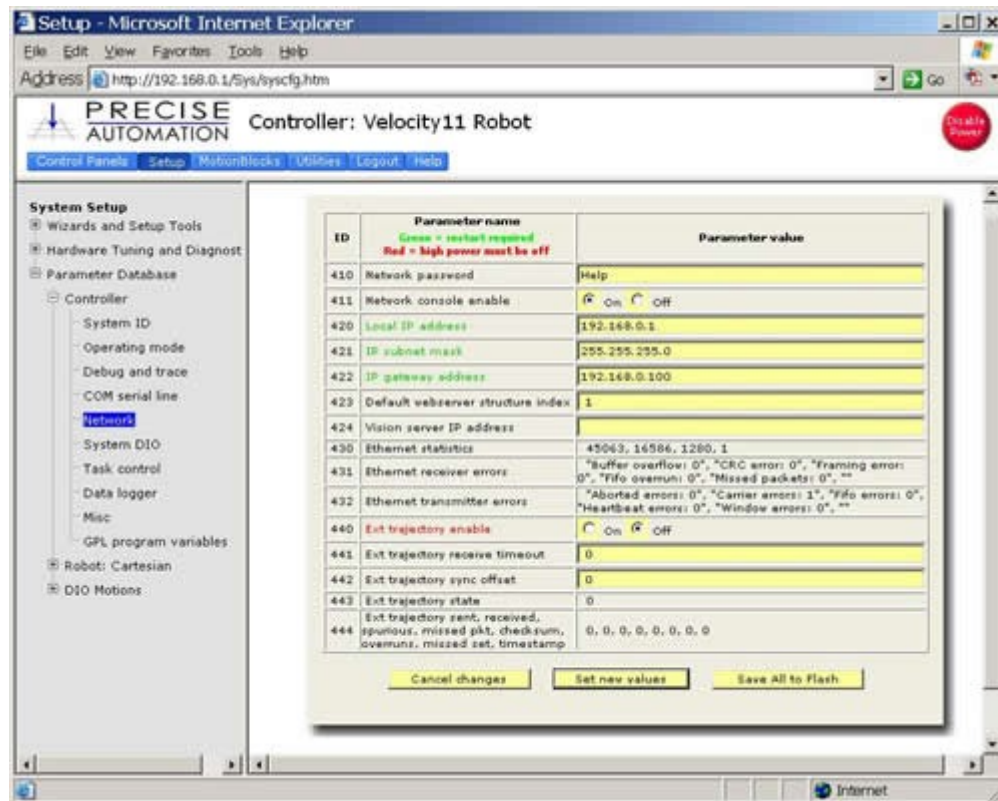 Setup - Microsoft Internet Explorer
File Edit View Favorites Tools Help
Address http://192.168.0.1/Sys/syscfg.htm Go
PRECISE AUTOMATION
Controller: Velocity11 Robot
Disable Power
Control Panels Setup MotionBlocks Utilities Logout Help
System Setup
Wizards and Setup Tools
Hardware Tuning and Diagnost
Parameter Database
Controller
System ID
Operating mode
Debug and trace
COM serial line
Network
System DIO
Task control
Data logger
Misc
GPL program variables
Robot: Cartesian
DIO Motions
ID Parameter name Parameter value
Green = restart required
Red = high power must be off
410 Network password Help
411 Network console enable On Off
420 Local IP address 192.168.0.1
421 IP subnet mask 255.255.255.0
422 IP gateway address 192.168.0.100
423 Default webserver structure index 1
424 Vision server IP address
430 Ethernet statistics 45063, 16586, 1280, 1
431 Ethernet receiver errors "Buffer overflow: 0", "CRC error: 0", "Framing error: 0", "Fifo overrun: 0", "Missed packets: 0", ""
432 Ethernet transmitter errors "Aborted errors: 0", "Carrier errors: 1", "Fifo errors: 0", "Heartbeat errors: 0", "Window errors: 0", ""
440 Ext trajectory enable On Off
441 Ext trajectory receive timeout 0
442 Ext trajectory sync offset 0
443 Ext trajectory state 0
444 Ext trajectory sent, received, spurious, missed pkt, checksum, overruns, missed set, timestamp 0, 0, 0, 0, 0, 0, 0, 0
Cancel changes Set new values Save All to Flash
Internet